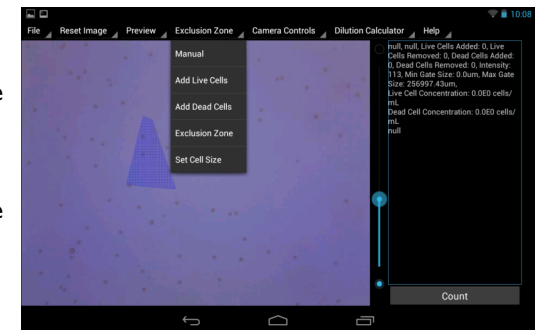 10:08
File Reset Image Preview Exclusion Zone Camera Controls Dilution Calculator Help
Manual
Add Live Cells
Add Dead Cells
Exclusion Zone
Set Cell Size
null, null, Live Cells Added: 0, Live
Cells Removed: 0, Dead Cells Added:
0, Dead Cells Removed: 0, Intensity:
113, Min Gate Size: 0.0um, Max Gate
Size: 256997.43um,
Live Cell Concentration: 0.0E0 cells/
mL
Dead Cell Concentration: 0.0E0 cells/
mL
null
Count
e
e